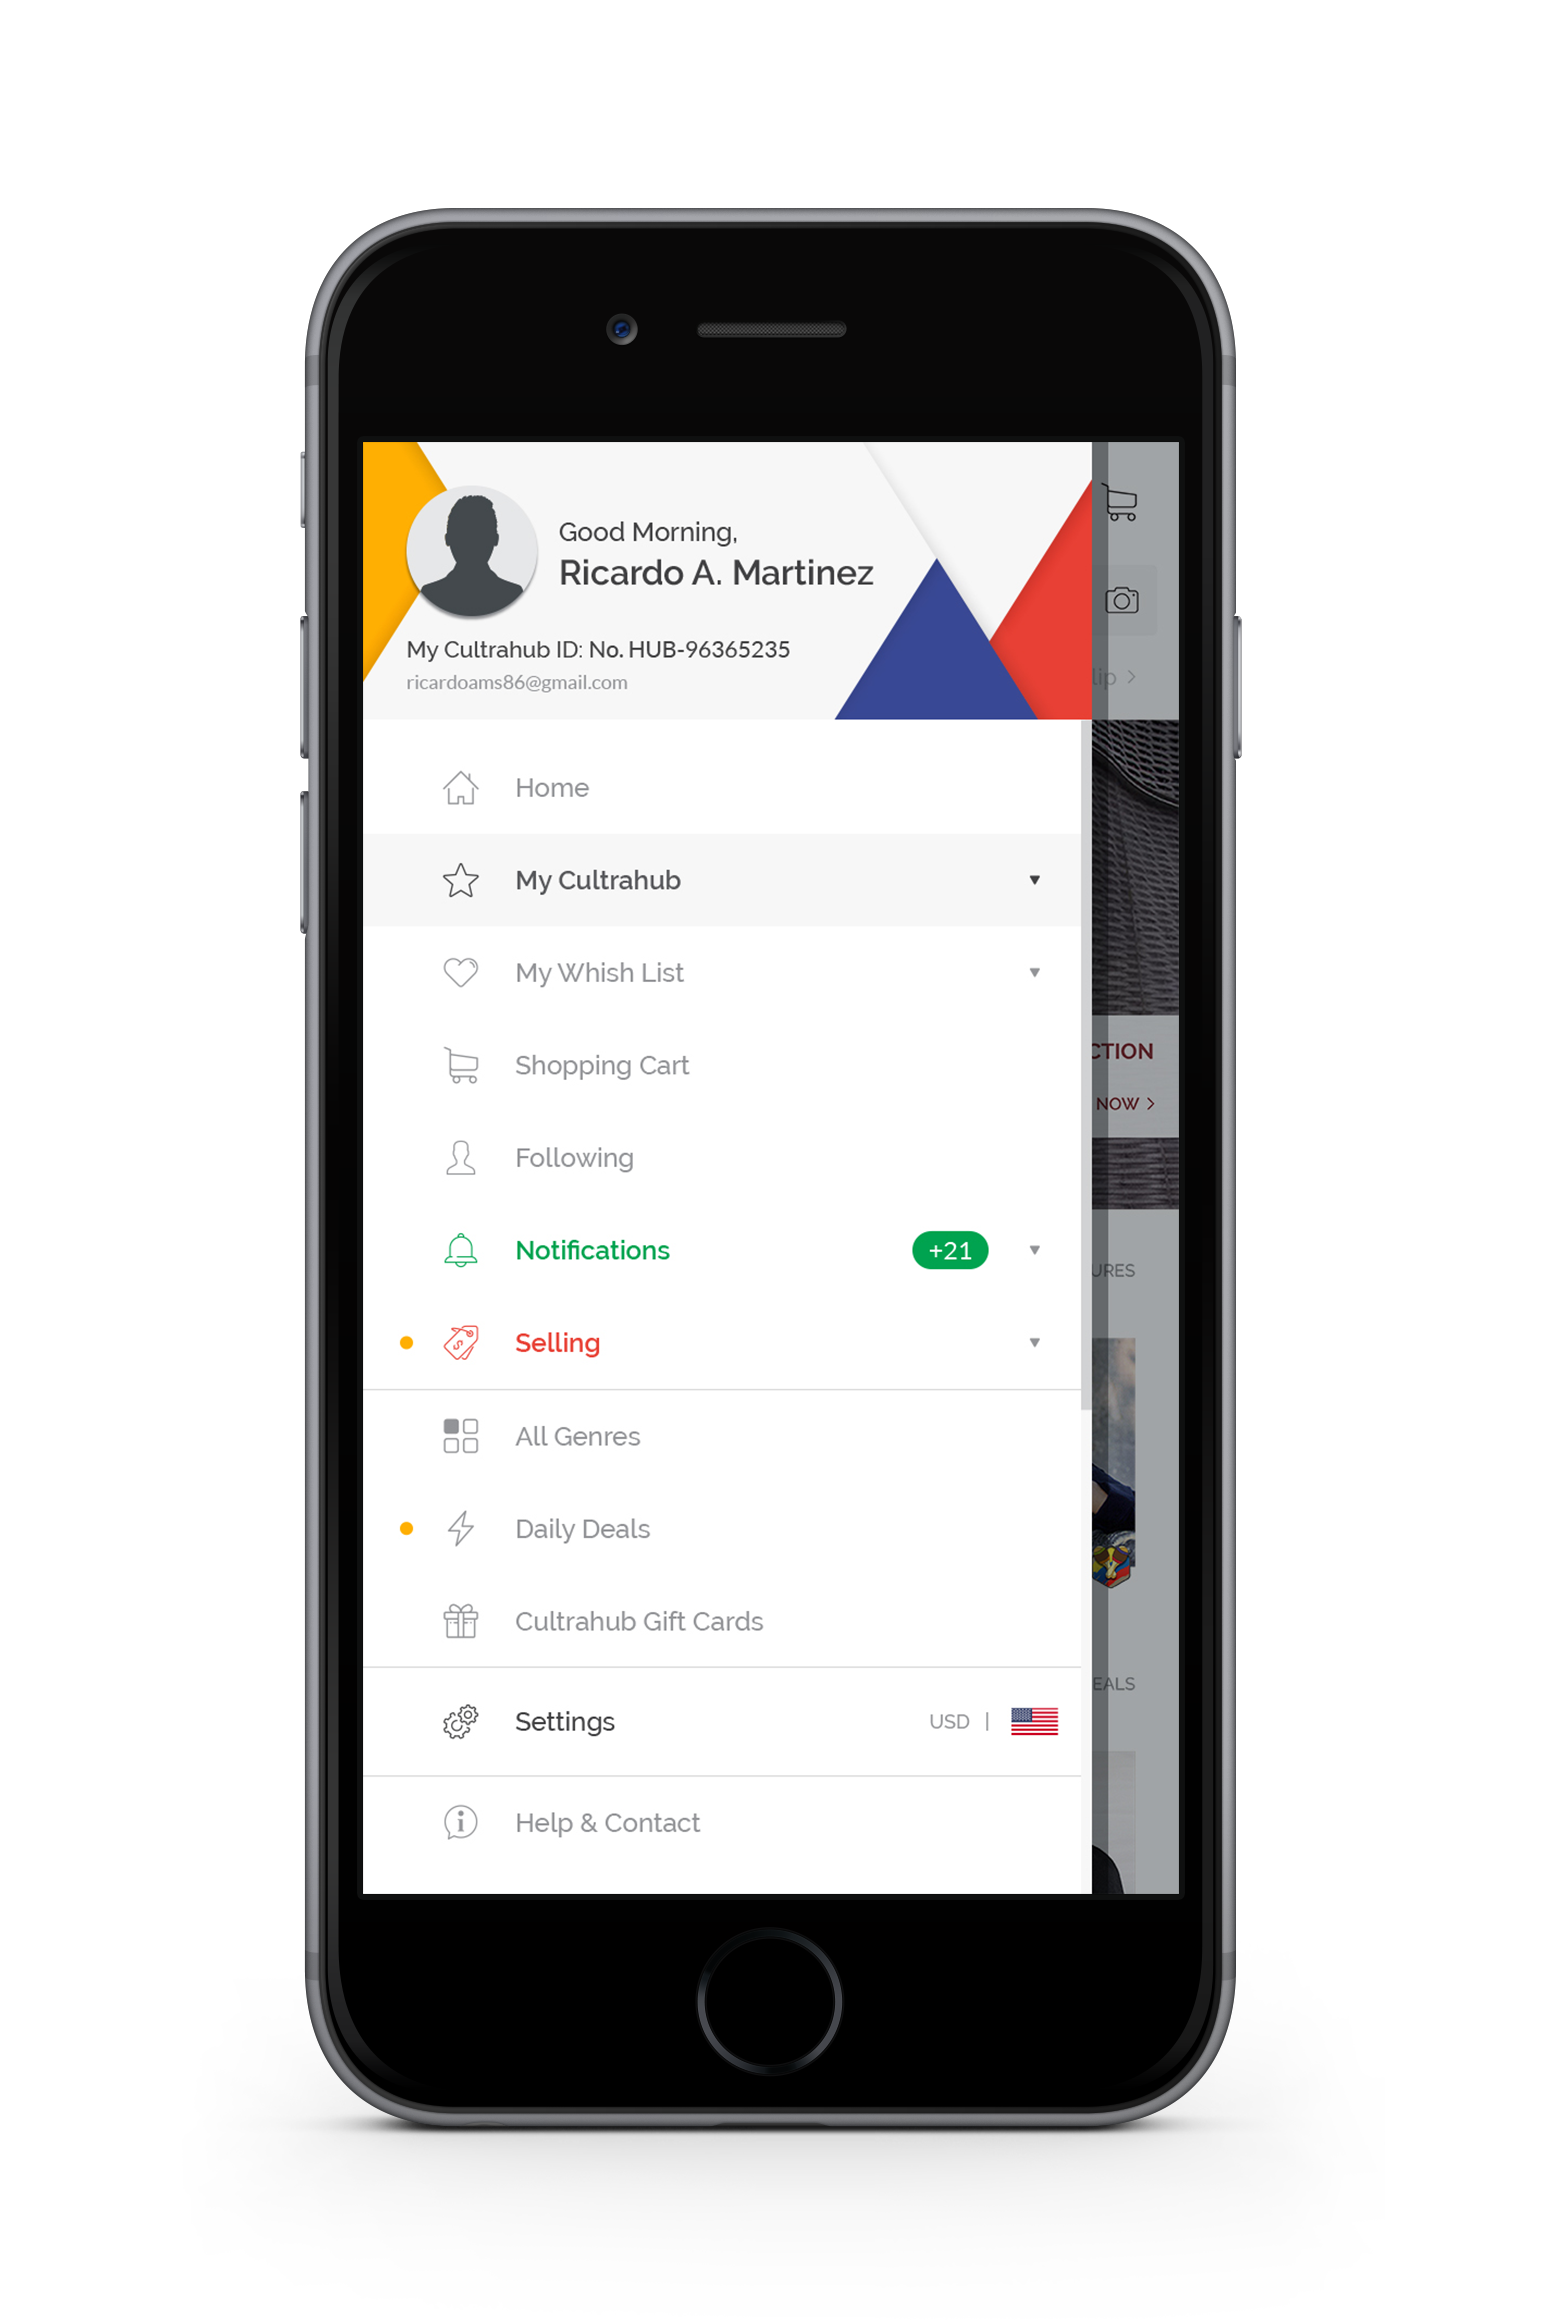 Good Morning,
Ricardo A. Martinez
My Cultrahub ID: No. HUB-96365235
ricardoams86@gmail.com
lip >
Home
My Cultrahub
My Whish List
Shopping Cart
CTION
NOW >
Following
Notifications +21
URES
Selling
All Genres
Daily Deals
Cultrahub Gift Cards
EALS
Settings USD |
Help & Contact